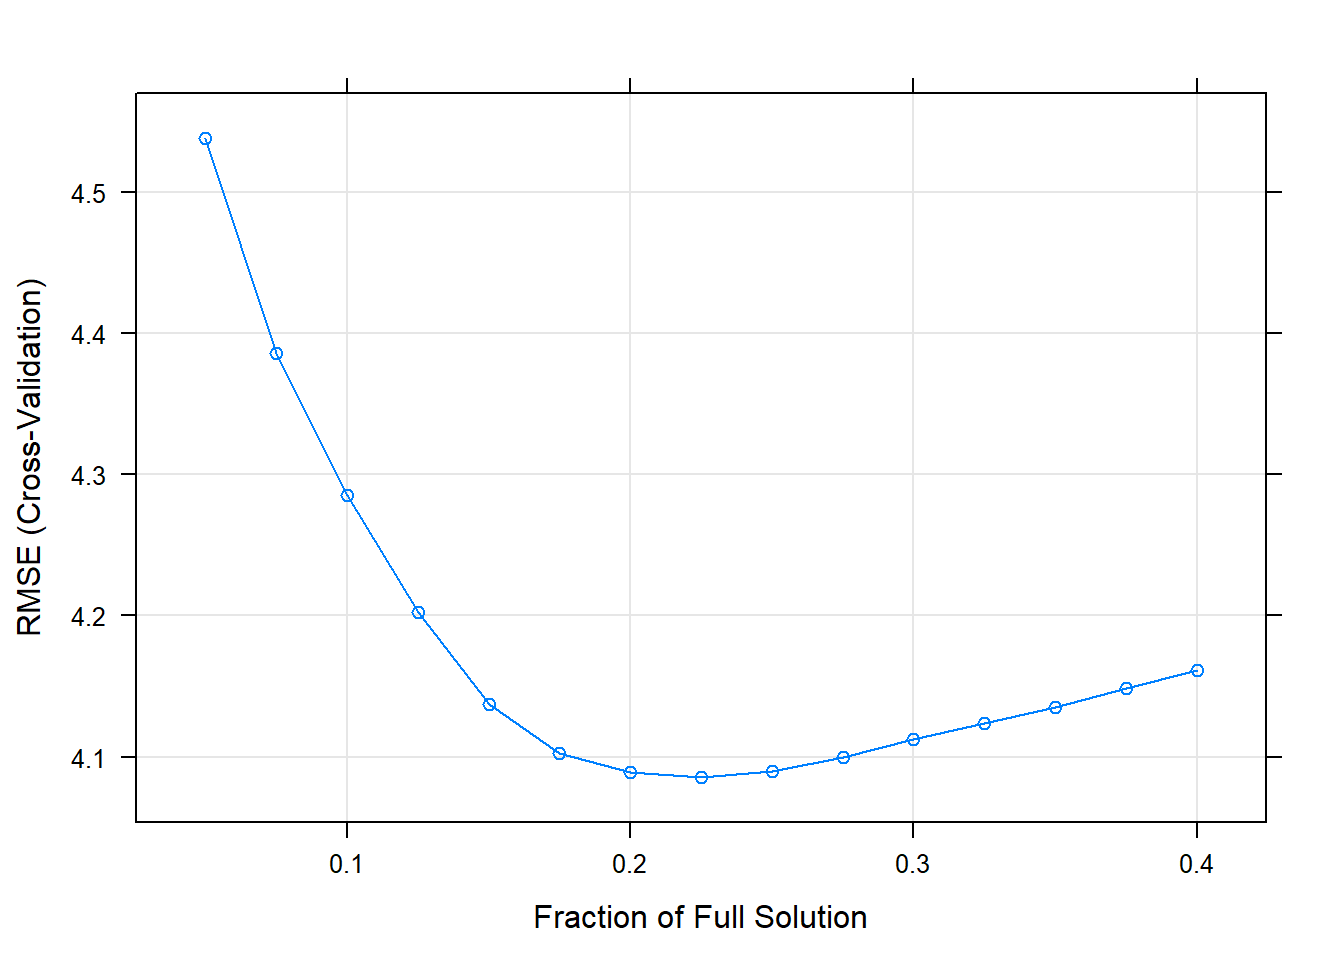 RMSE (Cross-Validation)
4.5
4.4
4.3
4.2
4.1
0.1 0.2 0.3 0.4
Fraction of Full Solution